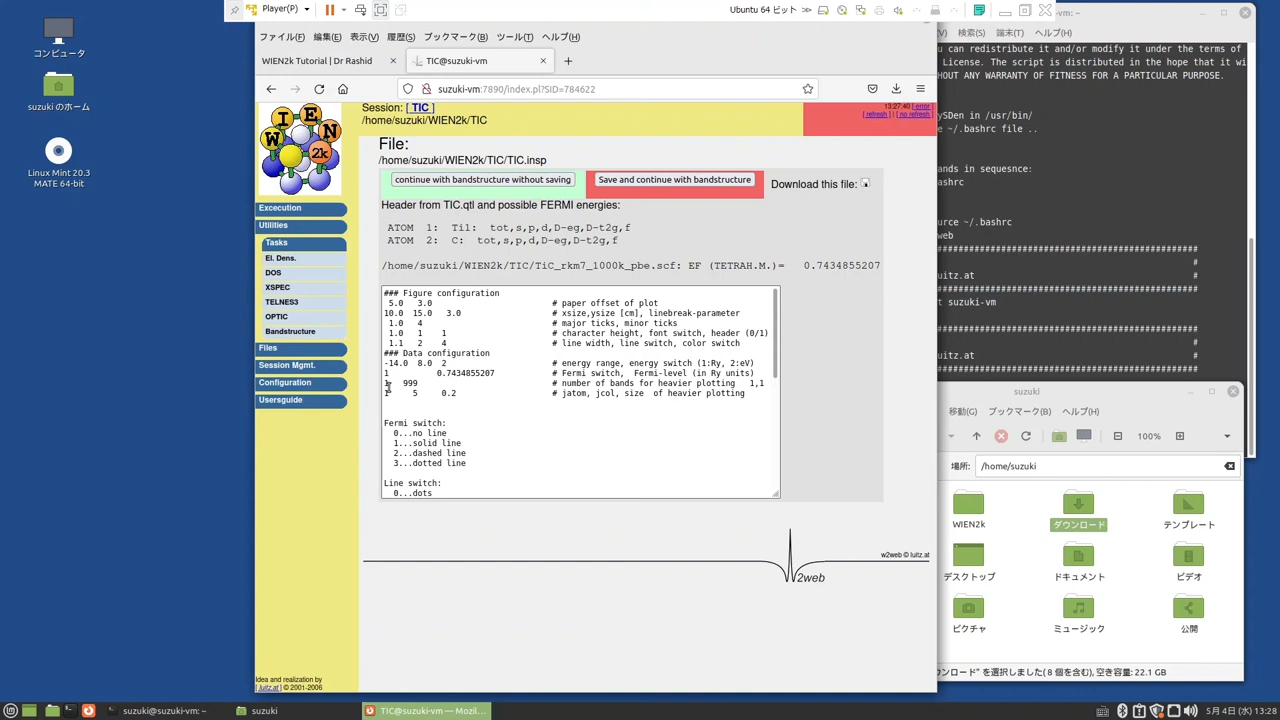 Player(P)
Ubuntu 64 ビット
コンピュータ
suzuki のホーム
Linux Mint 20.3
MATE 64-bit
ファイル(F) 編集(E) 表示(V) 履歴(S) ブックマーク(B) ツール(T) ヘルプ(H)
WIEN2k Tutorial | Dr Rashid
TIC@suzuki-vm
suzuki-vm:7890/index.pl?SID=784622
WIEN
2k
Session: [ TIC ]
/home/suzuki/WIEN2k/TIC
13:27:40 [ error ]
[ refresh ] | [ no refresh ]
Excecution
Utilities
Tasks
El. Dens.
DOS
XSPEC
TELNES3
OPTIC
Bandstructure
Files
Session Mgmt.
Configuration
Usersguide
Idea and realization by
[ luitz.at ] © 2001-2006
File:
/home/suzuki/WIEN2k/TIC/TIC.insp
continue with bandstructure without saving
Save and continue with bandstructure
Download this file:
Header from TIC.qtl and possible FERMI energies:
ATOM 1: Ti1: tot,s,p,d,D-eg,D-t2g,f
ATOM 2: C: tot,s,p,d,D-eg,D-t2g,f
/home/suzuki/WIEN2k/TIC/TiC_rkm7_1000k_pbe.scf: EF (TETRAH.M.)= 0.7434855207
### Figure configuration
5.0 3.0 # paper offset of plot
10.0 15.0 3.0 # xsize,ysize [cm], linebreak-parameter
1.0 4 # major ticks, minor ticks
1.0 1 1 # character height, font switch, header (0/1)
1.1 2 4 # line width, line switch, color switch
### Data configuration
-14.0 8.0 2 # energy range, energy switch (1:Ry, 2:eV)
1 0.7434855207 # Fermi switch, Fermi-level (in Ry units)
1 999 # number of bands for heavier plotting 1,1
1 5 0.2 # jatom, jcol, size of heavier plotting
Fermi switch:
0...no line
1...solid line
2...dashed line
3...dotted line
Line switch:
0...dots
w2web © luitz.at
2web
-vm: ~
(V) 検索(S) 端末(T) ヘルプ(H)
u can redistribute it and/or modify it under the terms of
License. The script is distributed in the hope that it wi
HOUT ANY WARRANTY OF FITNESS FOR A PARTICULAR PURPOSE.
ySDen in /usr/bin/
e ~/.bashrc file ..
ands in sequesnce:
ashrc
ource ~/.bashrc
web
#################################################
#
uitz.at #
#################################################
t suzuki-vm
#################################################
#
uitz.at #
#################################################
suzuki
移動(G) ブックマーク(B) ヘルプ(H)
100%
場所: /home/suzuki
WIEN2k
ダウンロード
テンプレート
デスクトップ
ドキュメント
ビデオ
ピクチャ
ミュージック
公開
ウンロード" を選択しました( 8 個を含む), 空き容量: 22.1 GB
suzuki@suzuki-vm: ~
suzuki
TIC@suzuki-vm — Mozil...
5月 4日 (水) 13:28